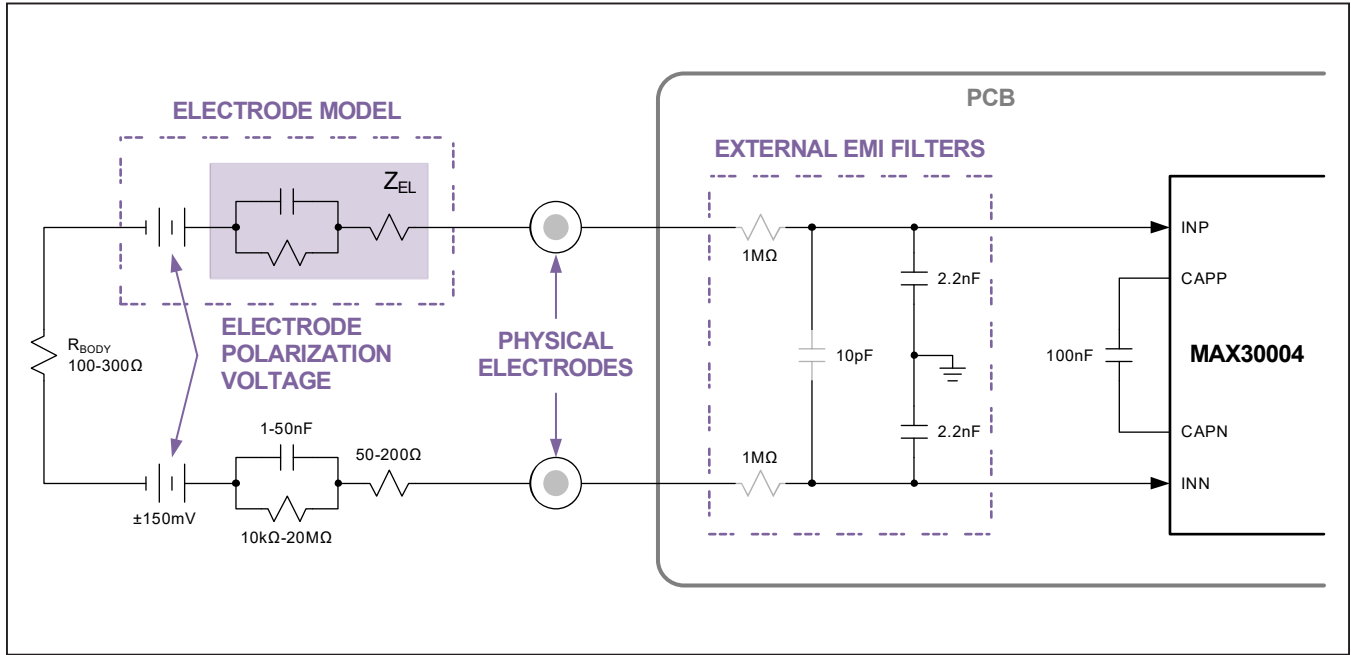 PCB
ELECTRODE MODEL
EXTERNAL EMI FILTERS
Z_EL
1MΩ
INP
2.2nF
CAPP
R_BODY
100-300Ω
ELECTRODE
POLARIZATION
VOLTAGE
PHYSICAL
ELECTRODES
10pF
100nF
MAX30004
1-50nF
50-200Ω
2.2nF
CAPN
1MΩ
INN
±150mV
10kΩ-20MΩ